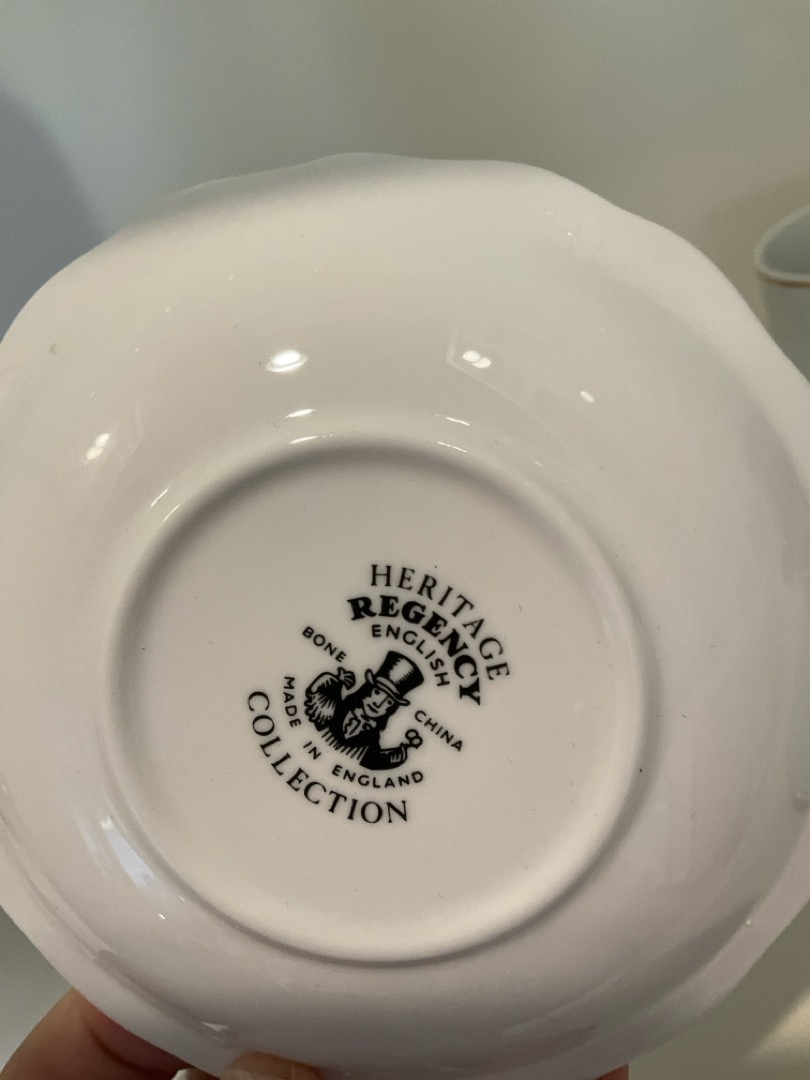 HERITAGE
REGENCY
ENGLISH
BONE
CHINA
MADE IN ENGLAND
COLLECTION